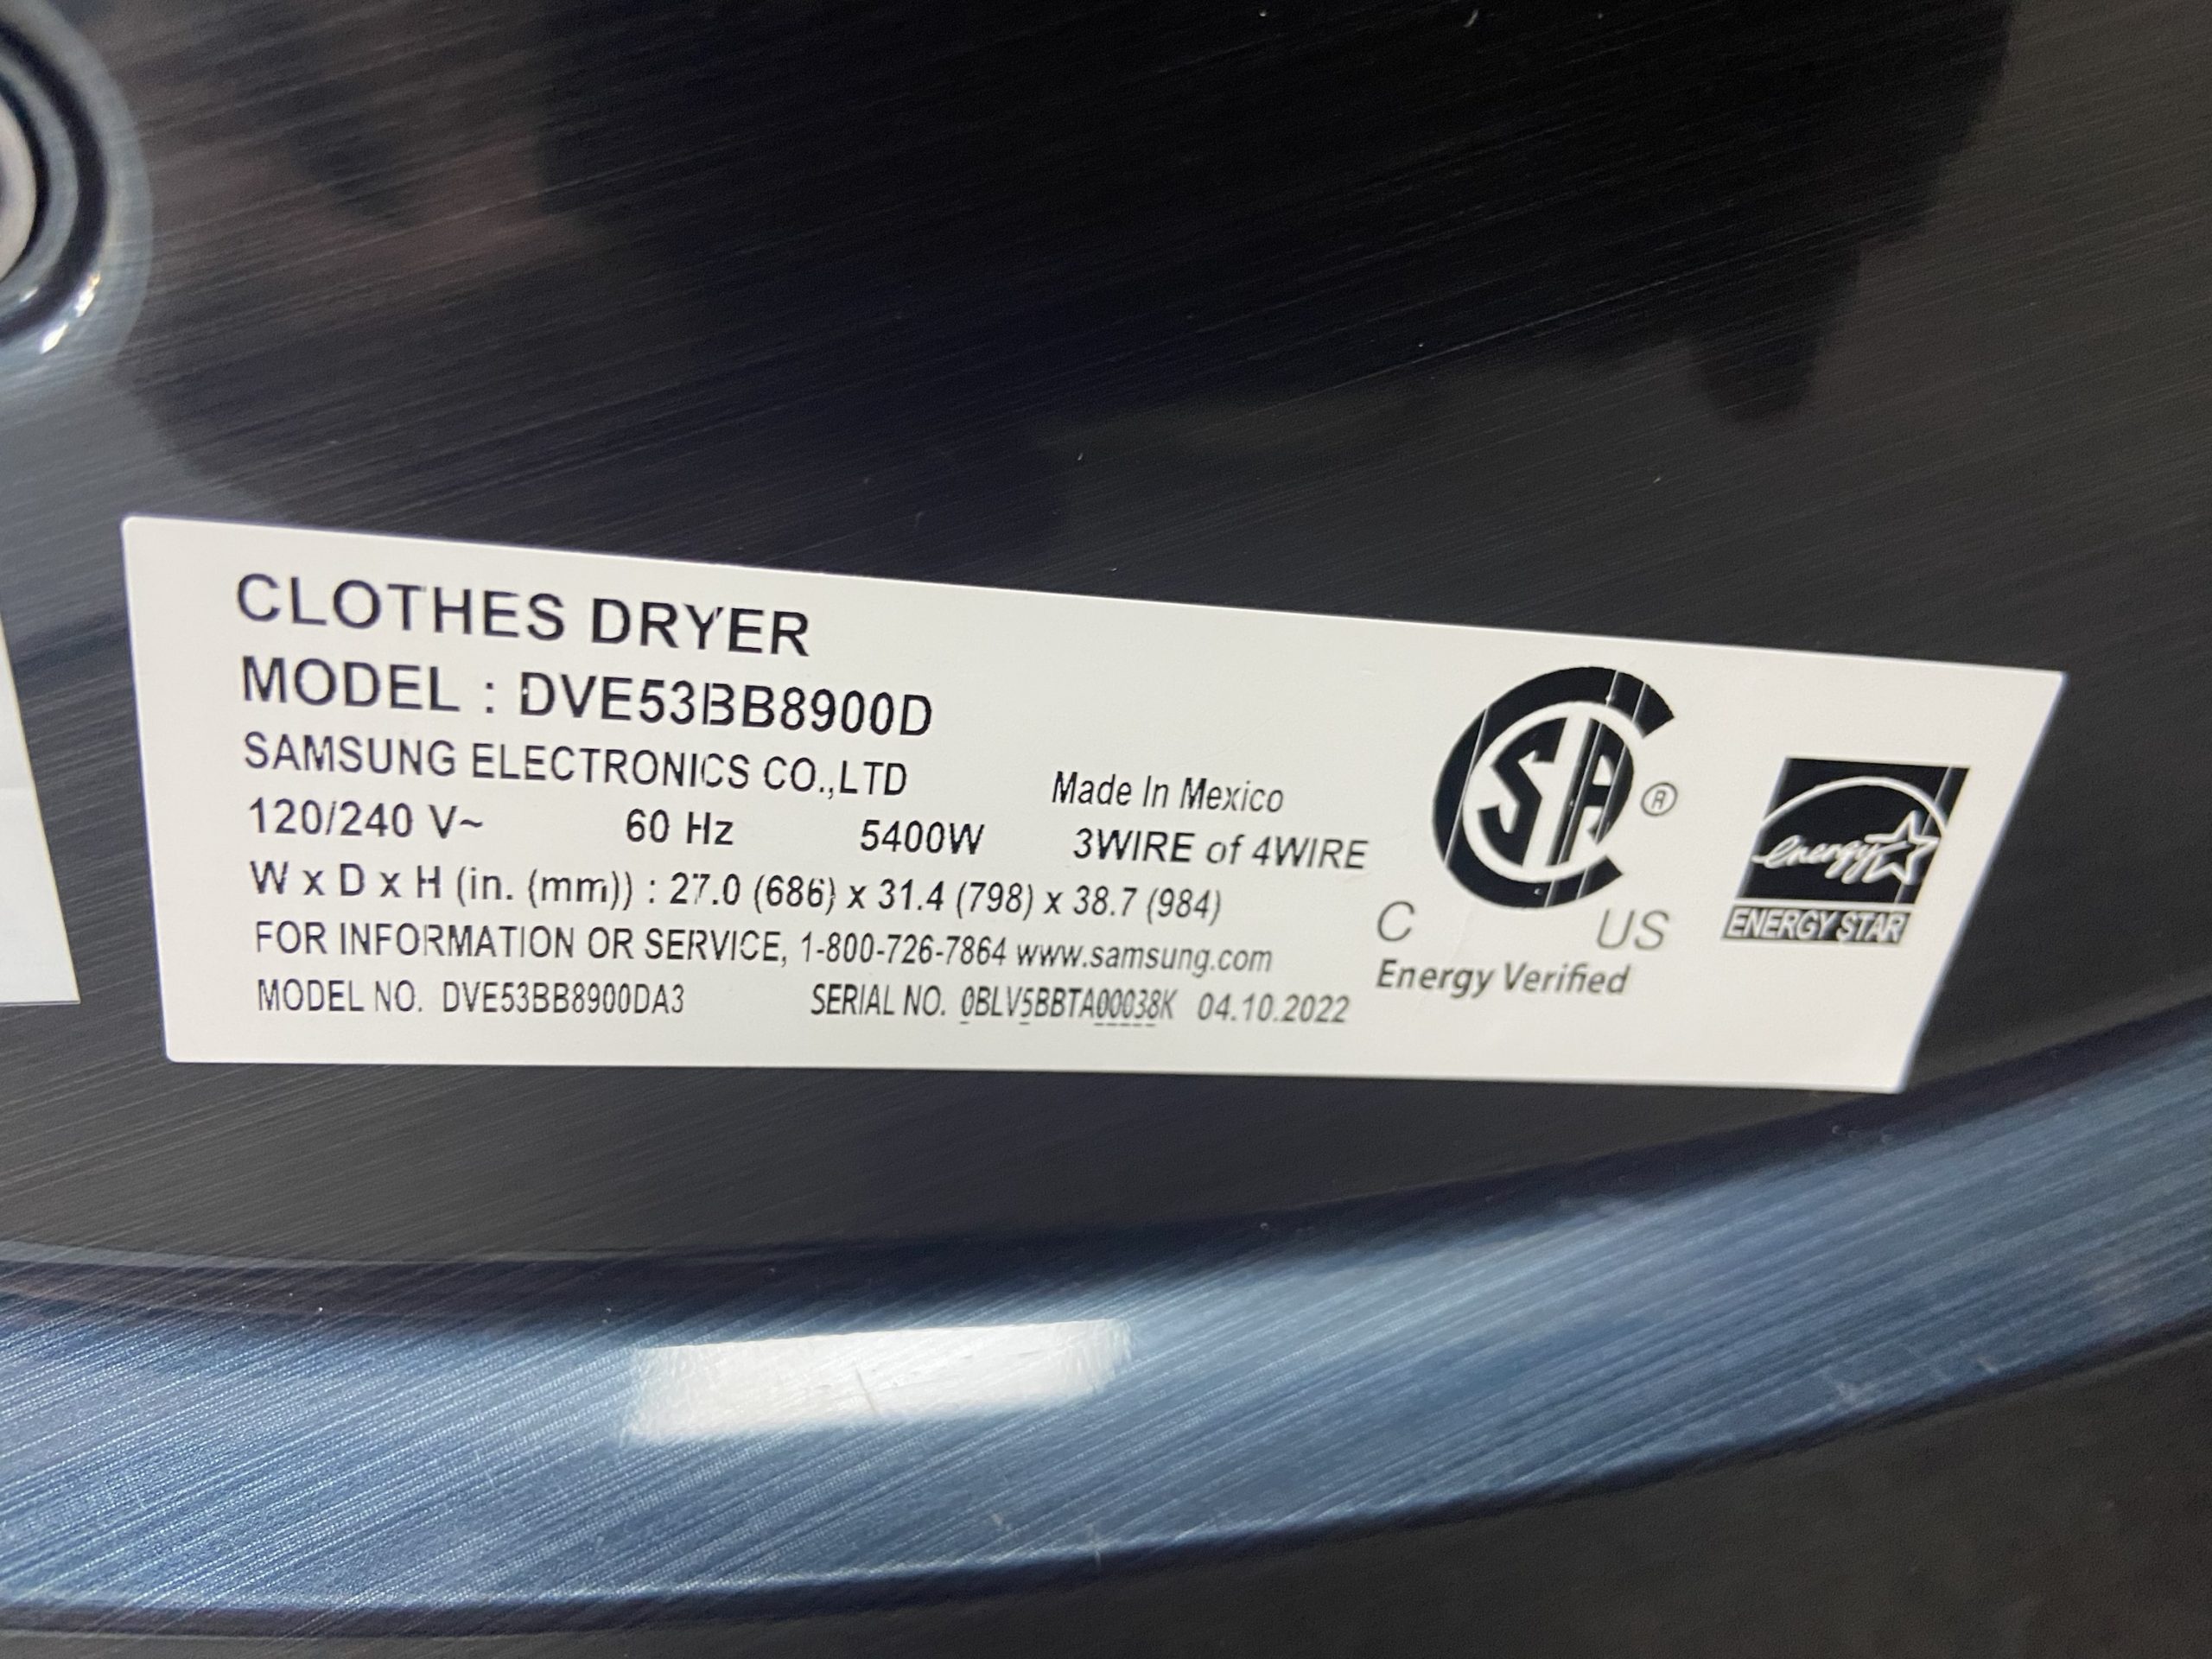 CLOTHES DRYER
MODEL : DVE53BB8900D
SAMSUNG ELECTRONICS CO.,LTD Made In Mexico
120/240 V~ 60 Hz 5400W 3WIRE of 4WIRE
W x D x H (in. (mm)) : 27.0 (686) x 31.4 (798) x 38.7 (984)
FOR INFORMATION OR SERVICE, 1-800-726-7864 www.samsung.com
MODEL NO. DVE53BB8900DA3 SERIAL NO. 0BLV5BBTA00038K 04.10.2022
SA ®
C US
Energy Verified
energy
ENERGY STAR